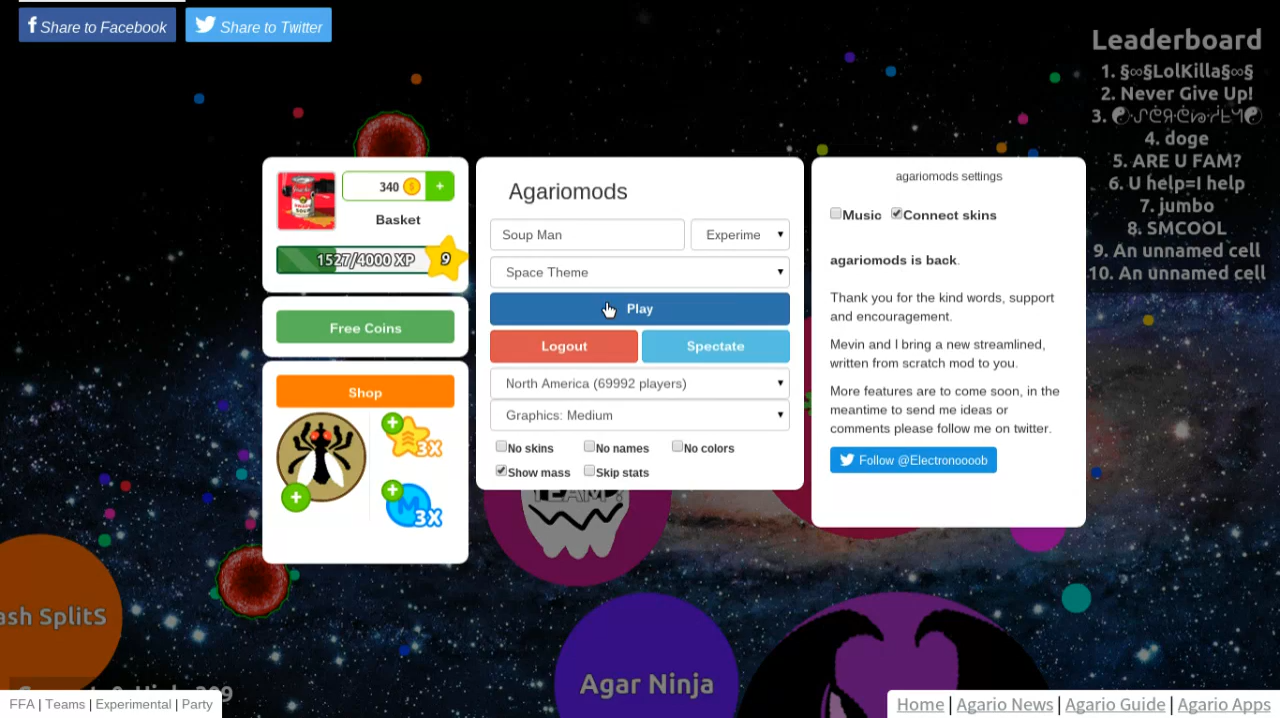 Share to Facebook
Share to Twitter
Leaderboard
1. §∞§LolKilla§∞§
2. Never Give Up!
3.
4. doge
5. ARE U FAM?
6. U help=I help
7. jumbo
8. SMCOOL
9. An unnamed cell
10. An unnamed cell
340
+
Basket
1527/4000 XP
9
Free Coins
Shop
3X
M
3X
Agariomods
Soup Man
Experime
Space Theme
Play
Logout
Spectate
North America (69992 players)
Graphics: Medium
No skins
No names
No colors
Show mass
Skip stats
agariomods settings
Music
Connect skins
agariomods is back.
Thank you for the kind words, support
and encouragement.
Mevin and I bring a new streamlined,
written from scratch mod to you.
More features are to come soon, in the
meantime to send me ideas or
comments please follow me on twitter.
Follow @Electronoooob
TEAMP?
ash SplitS
Agar Ninja
FFA | Teams | Experimental | Party
Home | Agario News | Agario Guide | Agario Apps